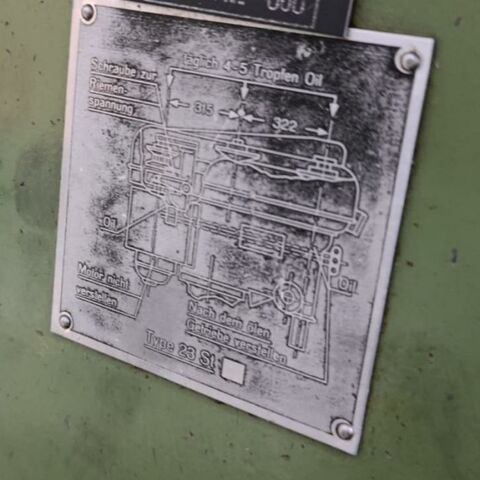 000
täglich 4-5 Tropfen Oil
Schraube zur
Riemen-
spannung
315
322
Oil
Oil
Motor nicht
verstellen
Nach dem ölen
Getriebe verstellen
Type 23 St